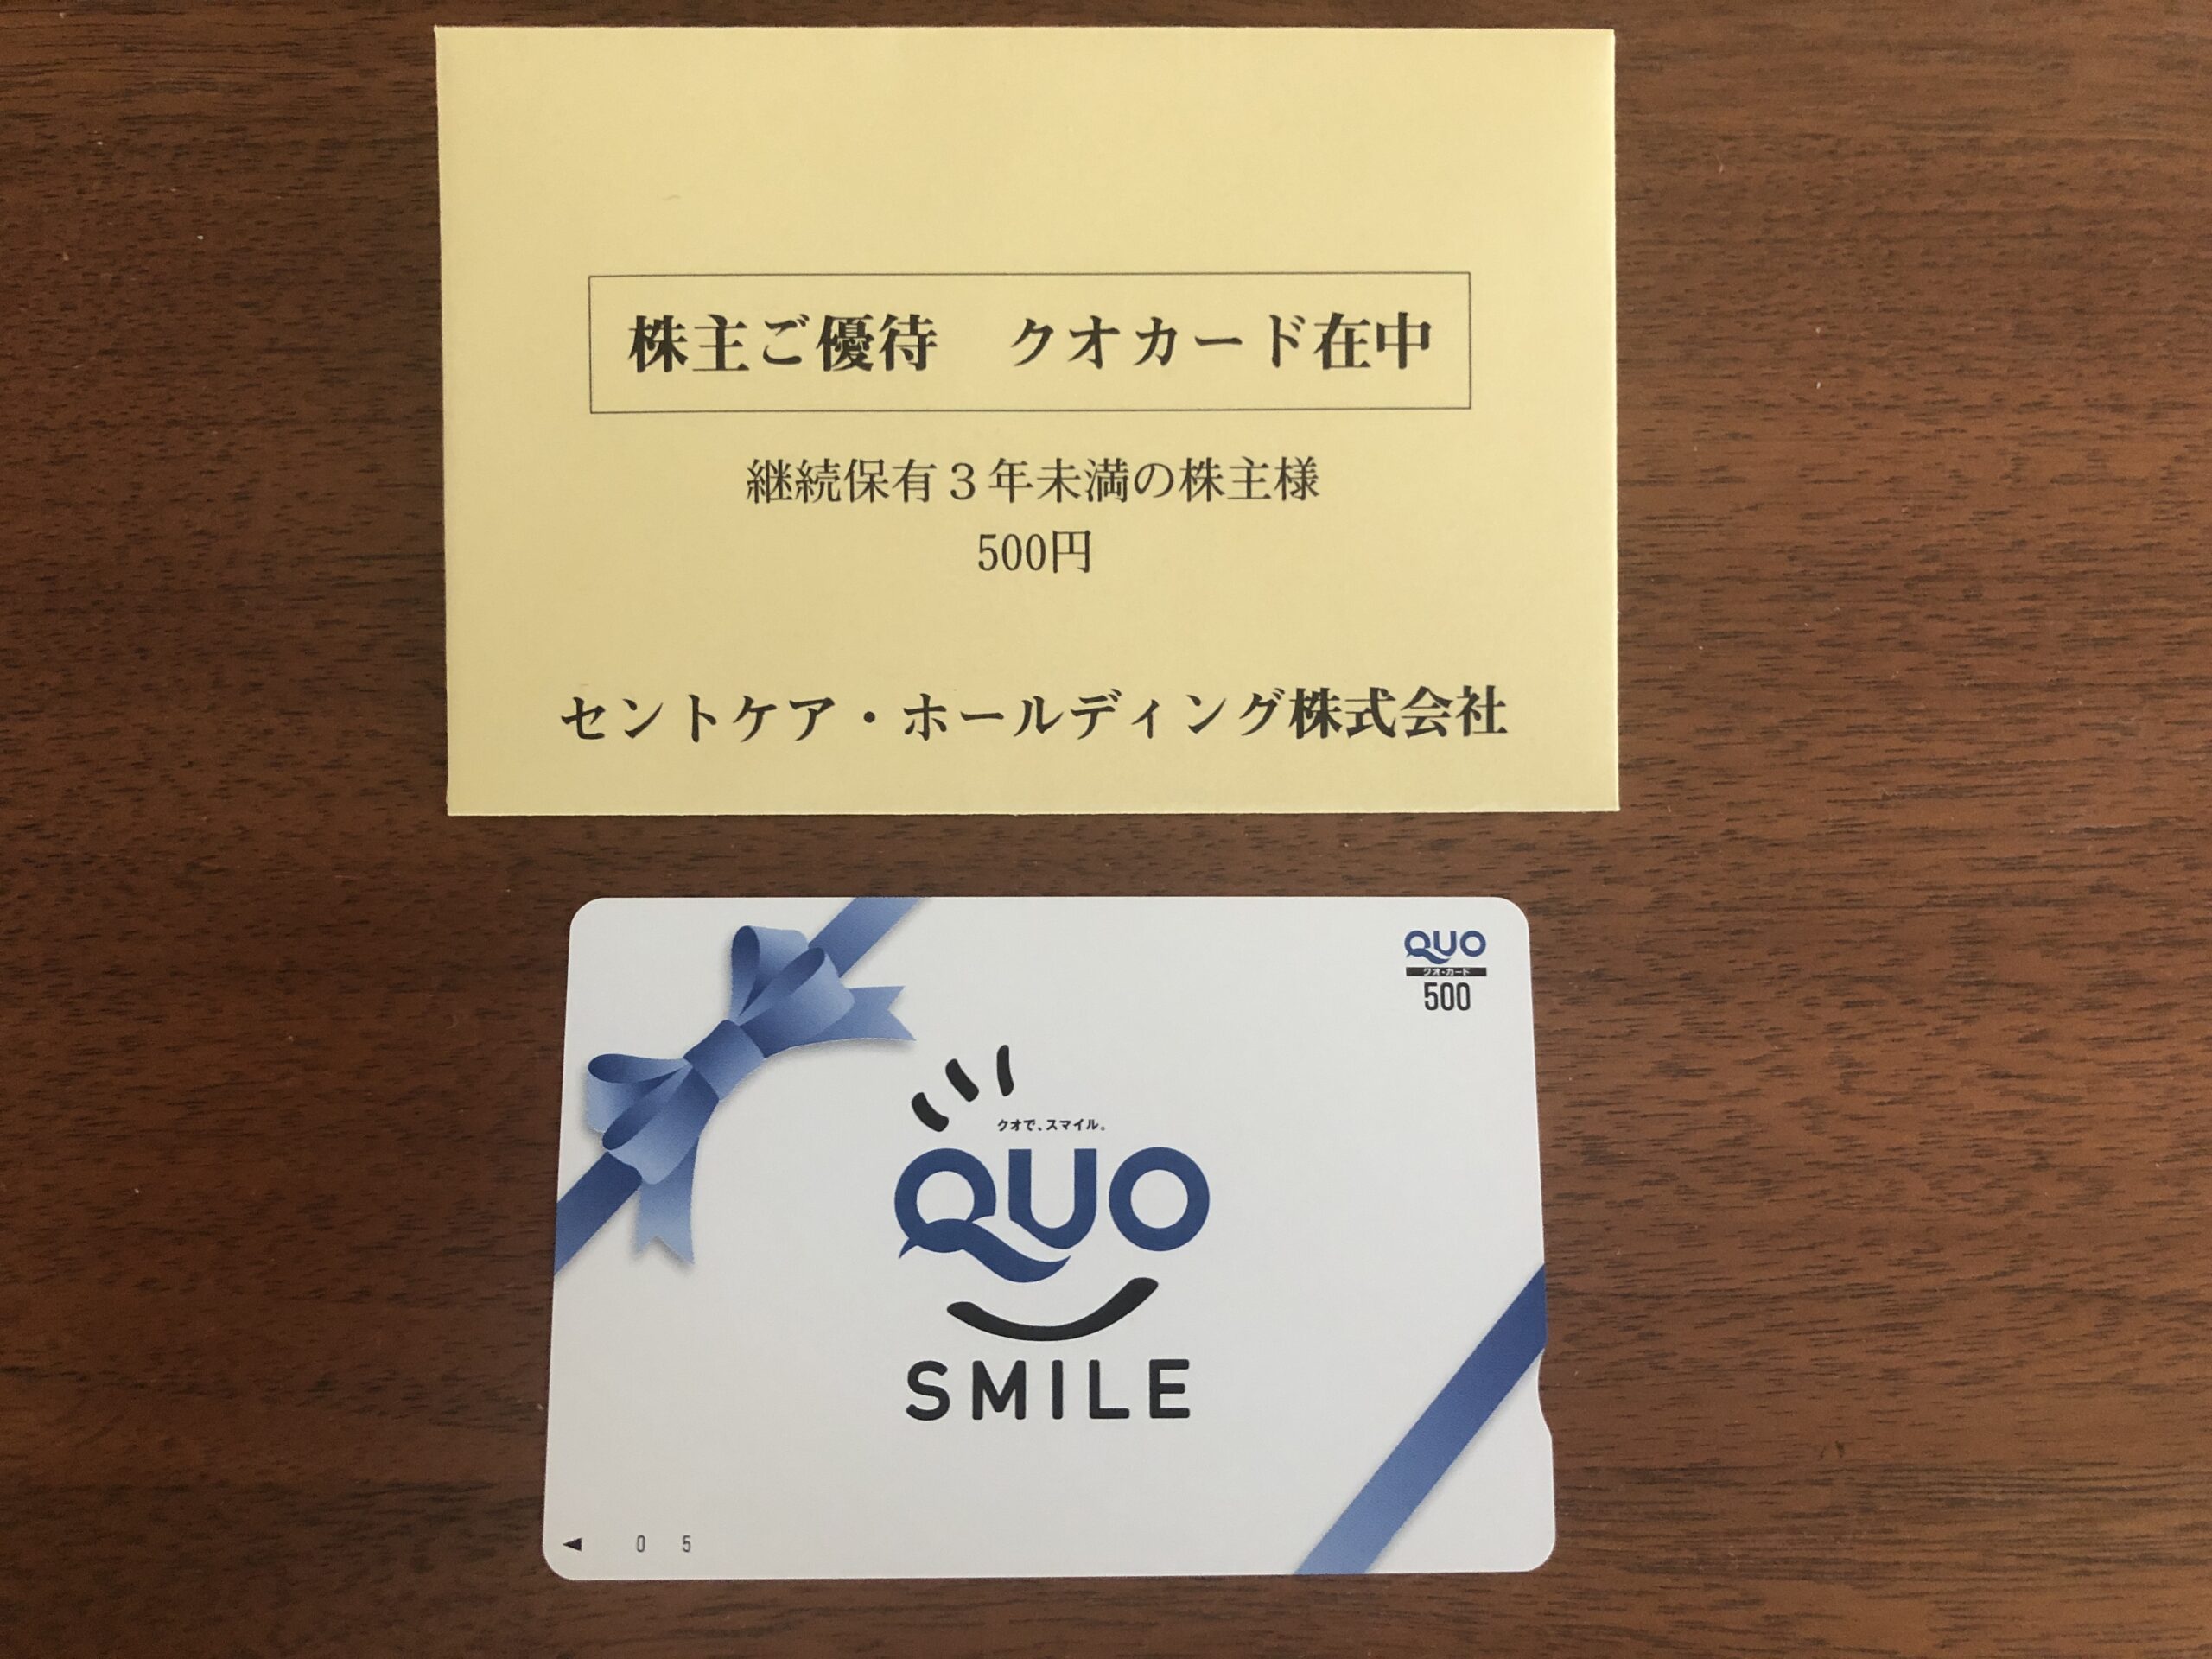 株主ご優待　クオカード在中
継続保有３年未満の株主様
500円
セントケア・ホールディング株式会社
QUO
クオ・カード
500
クオで、スマイル。
QUO
SMILE
0 5